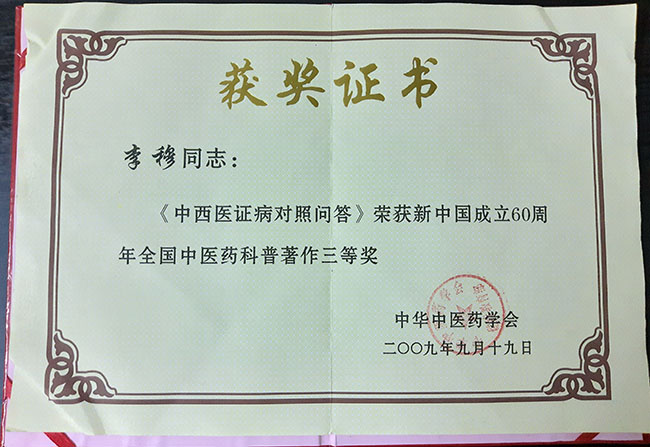 获奖证书
李穆同志：
《中西医证病对照问答》荣获新中国成立60周
年全国中医药科普著作三等奖
中华中医药学会
二〇〇九年九月十九日